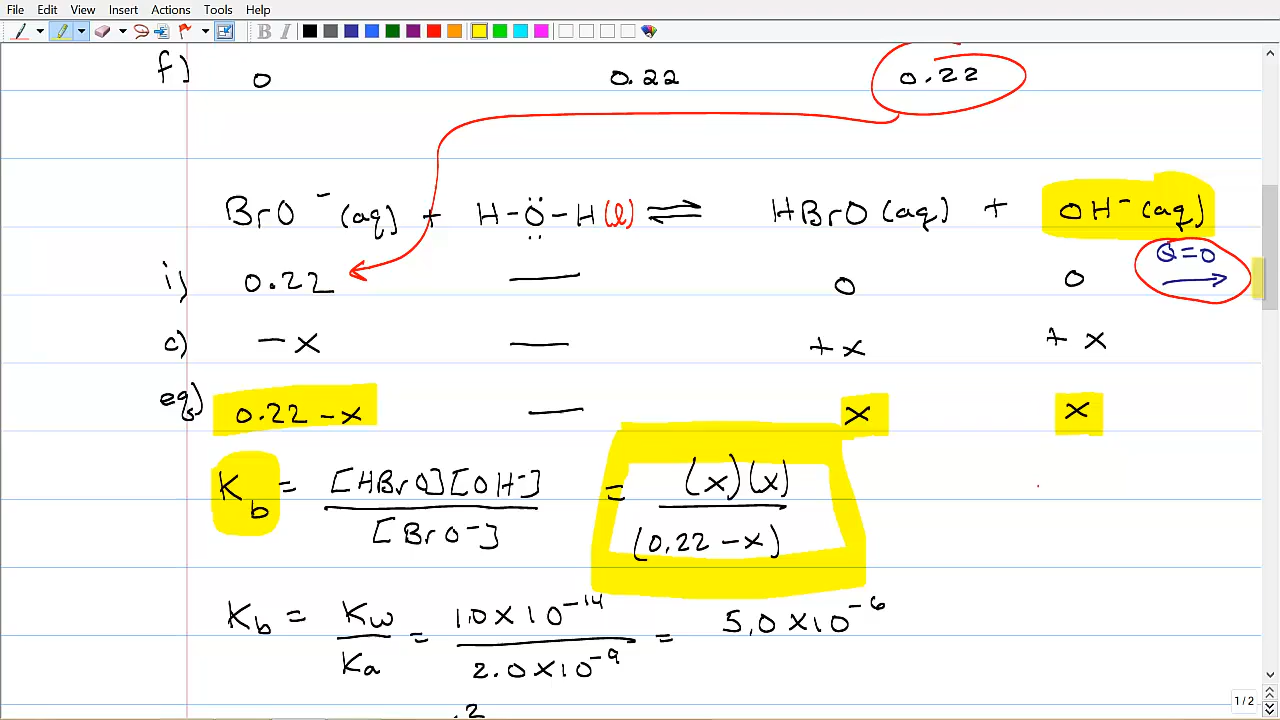 File Edit View Insert Actions Tools Help
B I
f) 0 0.22 0.22
BrO⁻(aq) + H-Ö-H(l) ⇌ HBrO(aq) + OH⁻(aq)
Q=0
i) 0.22 — 0 0
c) -x — +x +x
eq) 0.22-x — x x
Kb = [HBrO][OH⁻] / [BrO⁻] = (x)(x) / (0.22-x)
Kb = Kw / Ka = 1.0×10⁻¹⁴ / 2.0×10⁻⁹ = 5.0×10⁻⁶
1/2